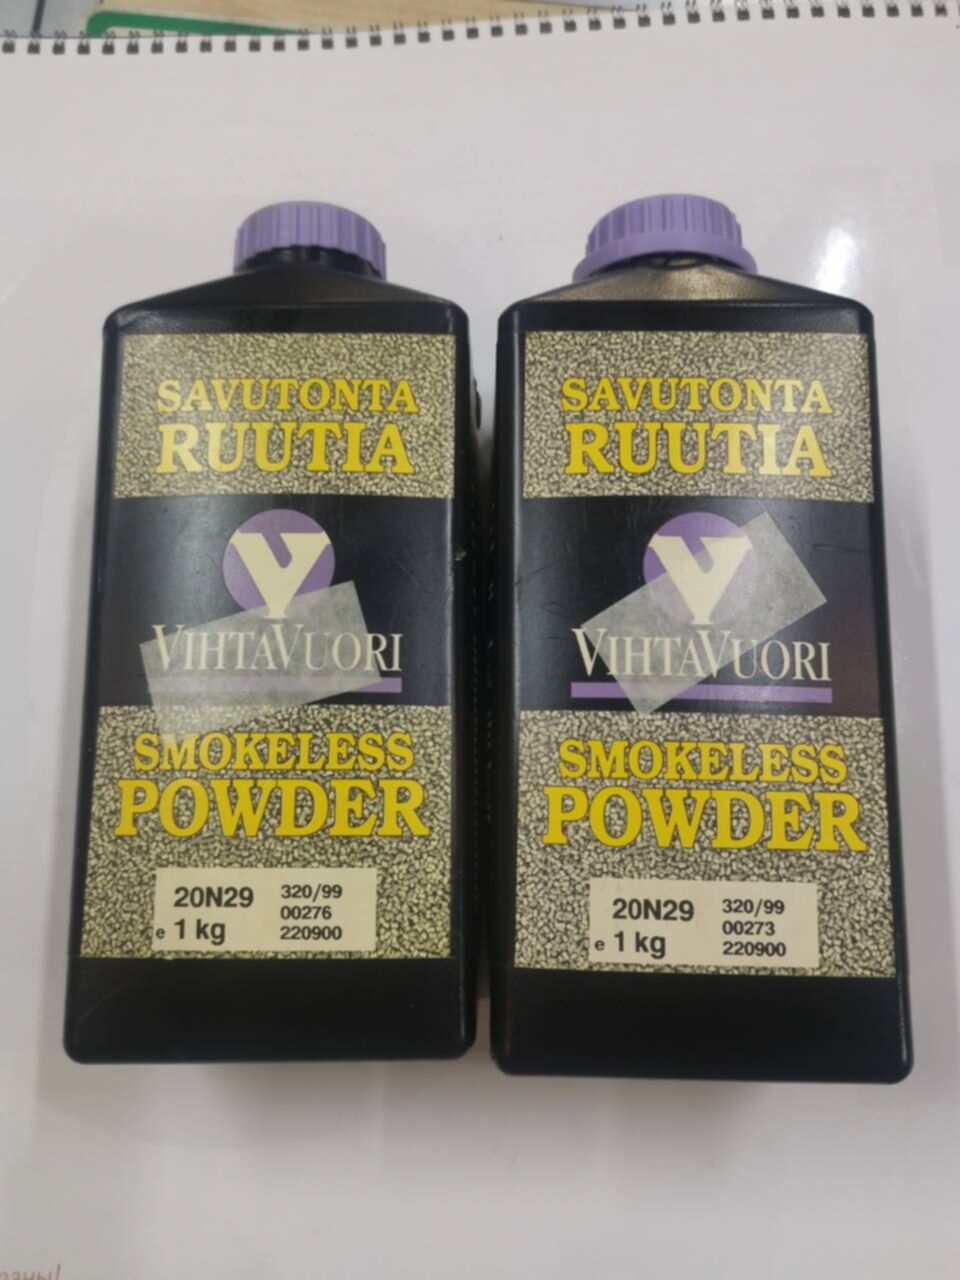 SAVUTONTA
RUUTIA
VIHTAVUORI
SMOKELESS
POWDER
20N29
e 1 kg
320/99
00276
220900
SAVUTONTA
RUUTIA
VIHTAVUORI
SMOKELESS
POWDER
20N29
e 1 kg
320/99
00273
220900